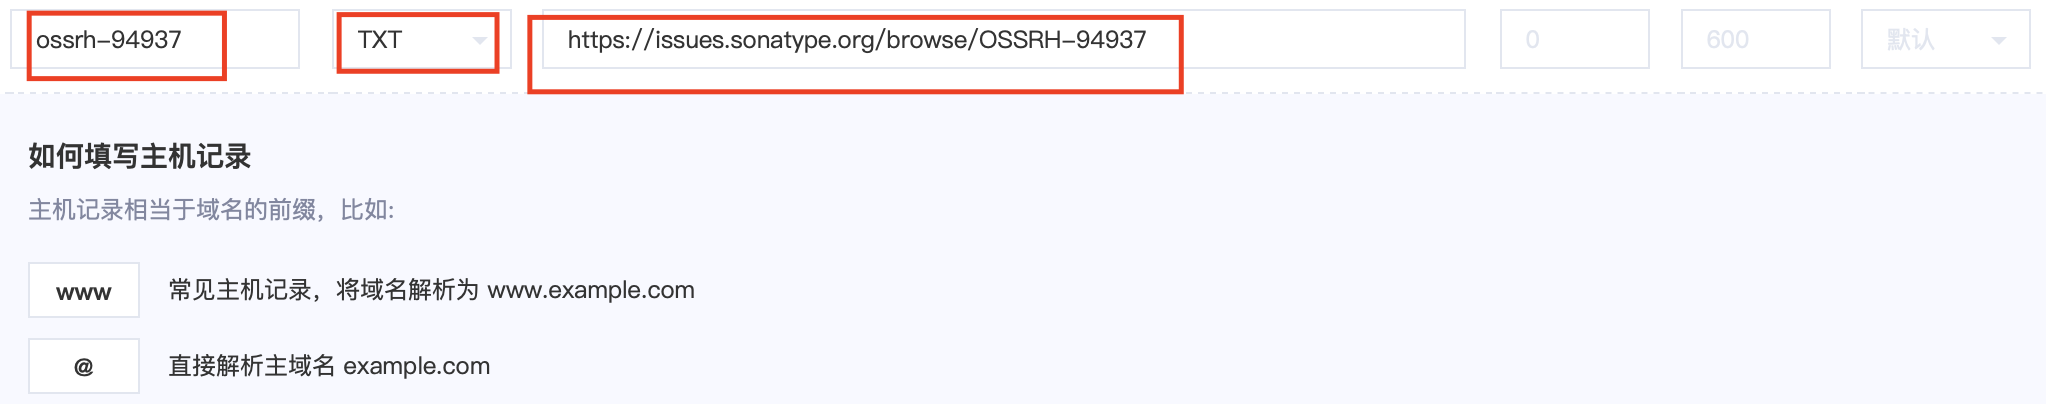 ossrh-94937 TXT https://issues.sonatype.org/browse/OSSRH-94937 0 600 默认
如何填写主机记录
主机记录相当于域名的前缀，比如:
www 常见主机记录，将域名解析为 www.example.com
@ 直接解析主域名 example.com